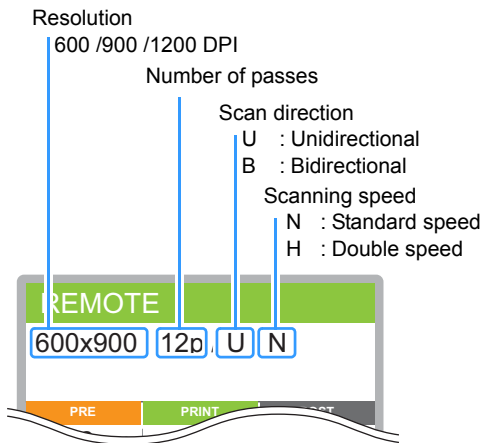 Resolution
600 /900 /1200 DPI
Number of passes
Scan direction
U : Unidirectional
B : Bidirectional
Scanning speed
N : Standard speed
H : Double speed
REMOTE
600x900 12p / U N
PRE PRINT